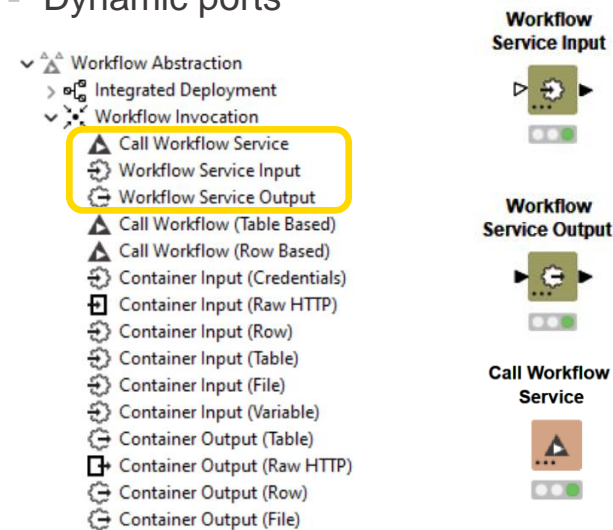 - Dynamic ports
Workflow Abstraction
Integrated Deployment
Workflow Invocation
Call Workflow Service
Workflow Service Input
Workflow Service Output
Call Workflow (Table Based)
Call Workflow (Row Based)
Container Input (Credentials)
Container Input (Raw HTTP)
Container Input (Row)
Container Input (Table)
Container Input (File)
Container Input (Variable)
Container Output (Table)
Container Output (Raw HTTP)
Container Output (Row)
Container Output (File)
Workflow
Service Input
Workflow
Service Output
Call Workflow
Service